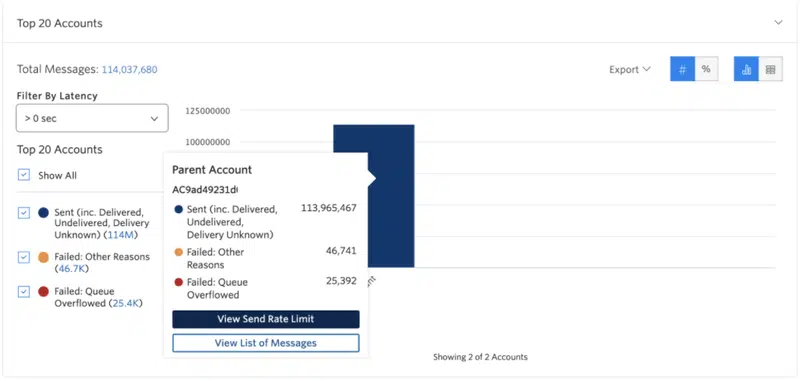 Top 20 Accounts
Total Messages: 114,037,680
Export
#
%
Filter By Latency
> 0 sec
Top 20 Accounts
Show All
Sent (inc. Delivered,
Undelivered, Delivery
Unknown) (114M)
Failed: Other Reasons
(46.7K)
Failed: Queue
Overflowed (25.4K)
125000000
100000000
Parent Account
Sent (inc. Delivered, 113,965,467
Undelivered,
Delivery Unknown)
Failed: Other 46,741
Reasons
Failed: Queue 25,392
Overflowed
View Send Rate Limit
View List of Messages
Showing 2 of 2 Accounts